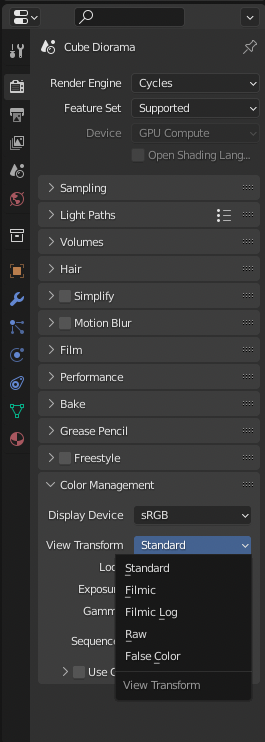 Cube Diorama
Render Engine Cycles
Feature Set Supported
Device GPU Compute
Open Shading Lang...
Sampling
Light Paths
Volumes
Hair
Simplify
Motion Blur
Film
Performance
Bake
Grease Pencil
Freestyle
Color Management
Display Device sRGB
View Transform Standard
Standard
Filmic
Filmic Log
Raw
False Color
View Transform
Exposu
Gamm
Sequence
Use